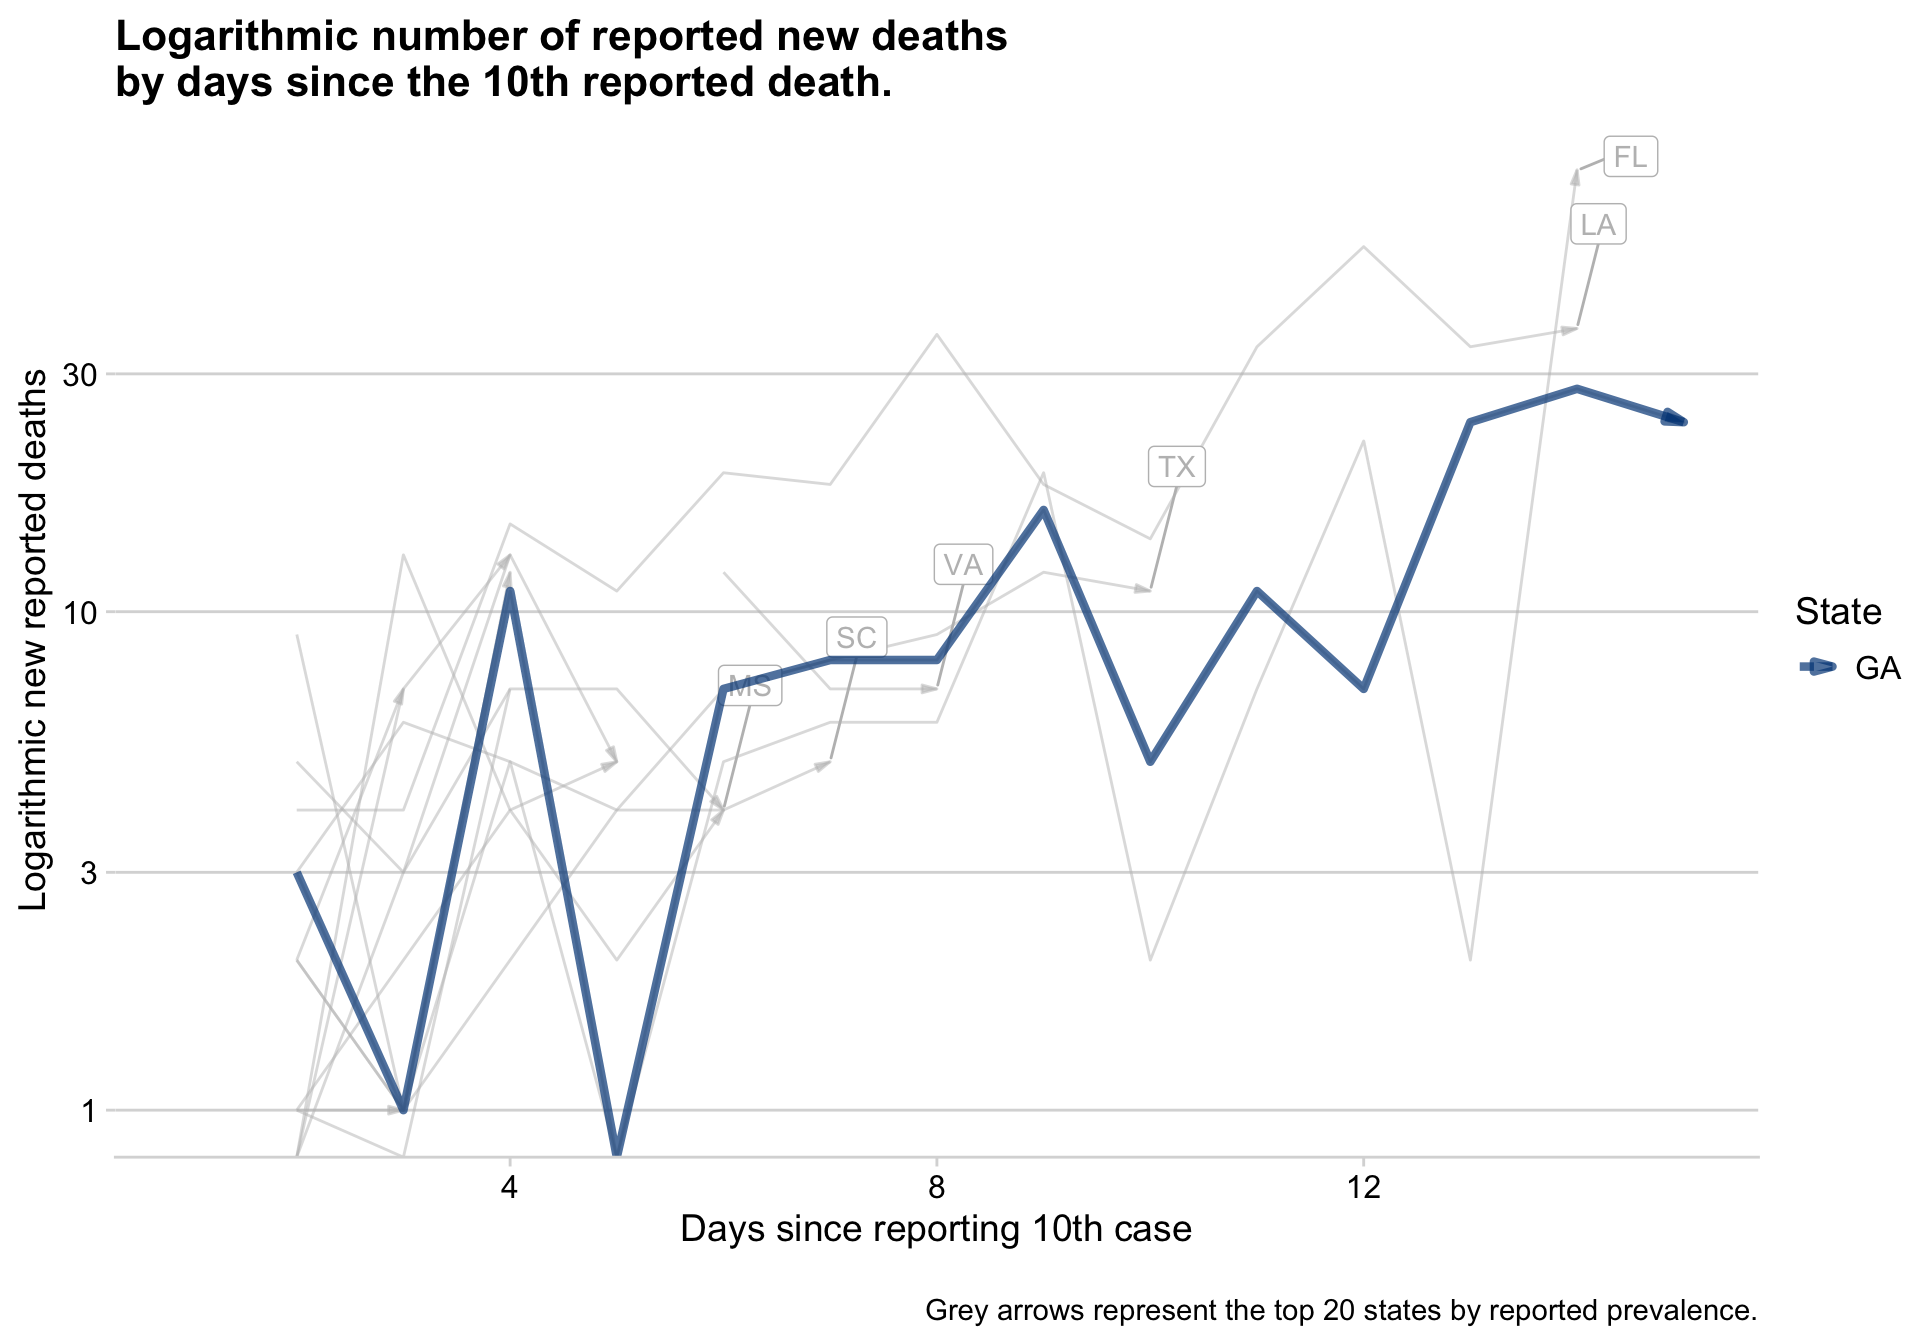 Logarithmic number of reported new deaths
by days since the 10th reported death.
FL
LA
30
TX
VA
10
SC
MS
3
1
Logarithmic new reported deaths
State
GA
4 8 12
Days since reporting 10th case
Grey arrows represent the top 20 states by reported prevalence.